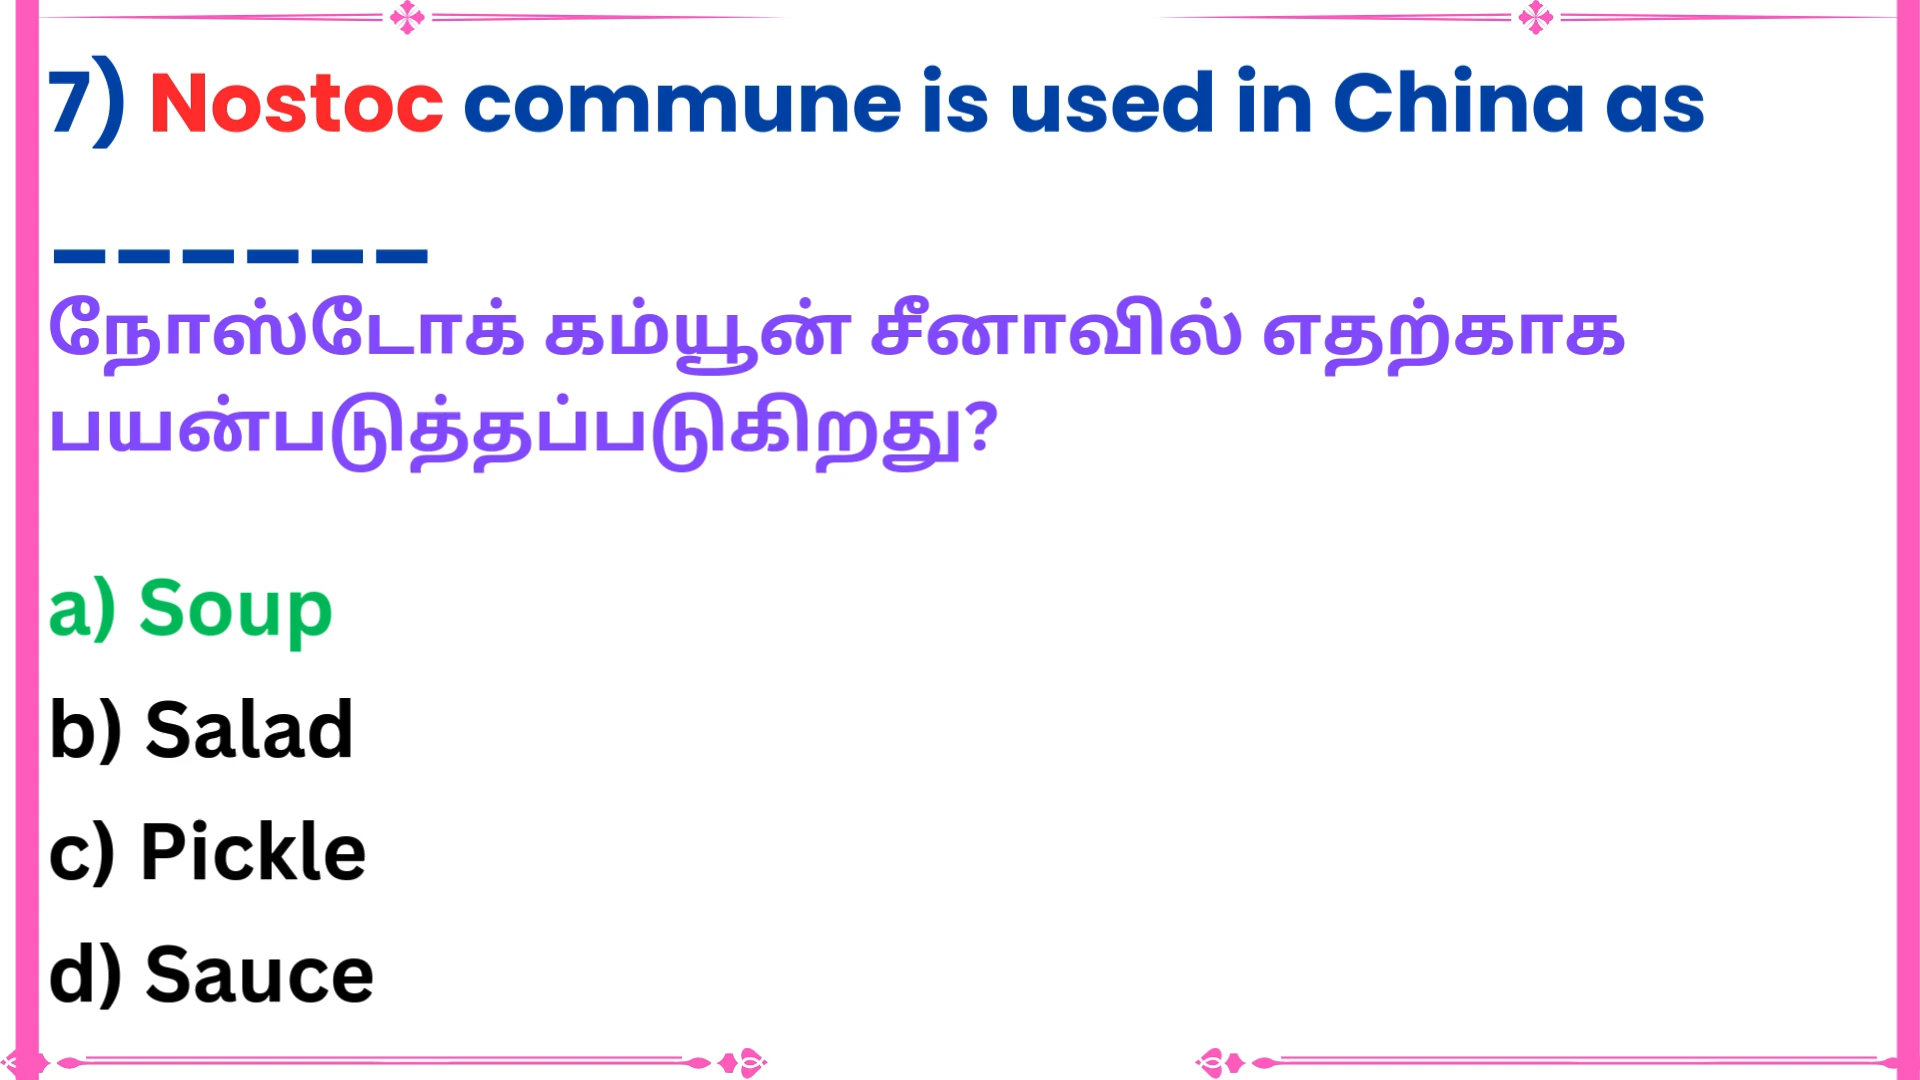 7) Nostoc commune is used in China as
______
நோஸ்டோக் கம்யூன் சீனாவில் எதற்காக
பயன்படுத்தப்படுகிறது?
a) Soup
b) Salad
c) Pickle
d) Sauce